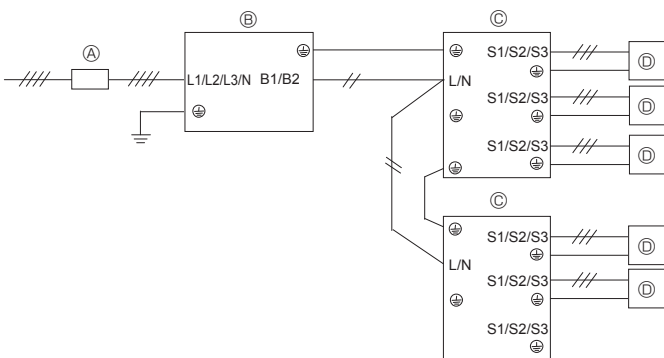 Ⓐ
Ⓑ
L1/L2/L3/N B1/B2
Ⓒ
L/N
S1/S2/S3
S1/S2/S3
S1/S2/S3
Ⓓ
Ⓓ
Ⓓ
Ⓒ
L/N
S1/S2/S3
S1/S2/S3
S1/S2/S3
Ⓓ
Ⓓ